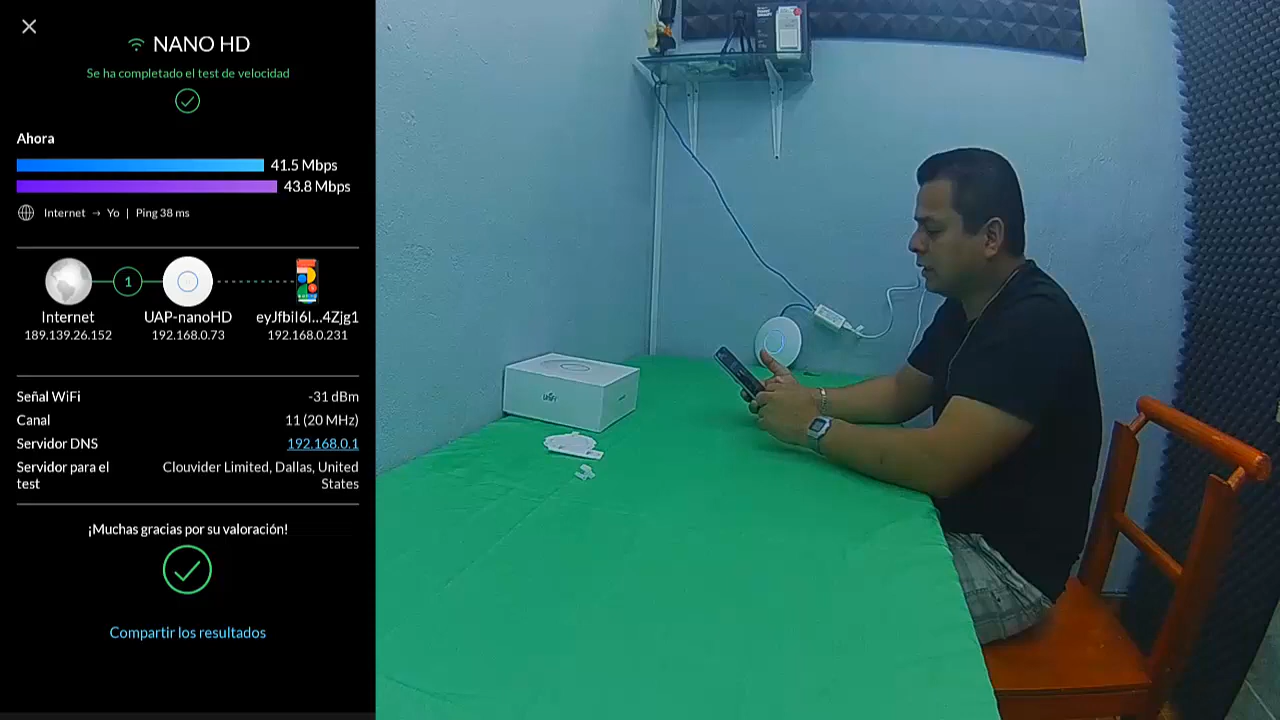 NANO HD
Se ha completado el test de velocidad
Ahora
41.5 Mbps
43.8 Mbps
Internet → Yo | Ping 38 ms
1
Internet UAP-nanoHD eyJfbiI6I...4Zjg1
189.139.26.152 192.168.0.73 192.168.0.231
Señal WiFi -31 dBm
Canal 11 (20 MHz)
Servidor DNS 192.168.0.1
Servidor para el test Clouvider Limited, Dallas, United States
¡Muchas gracias por su valoración!
Compartir los resultados
UniFi